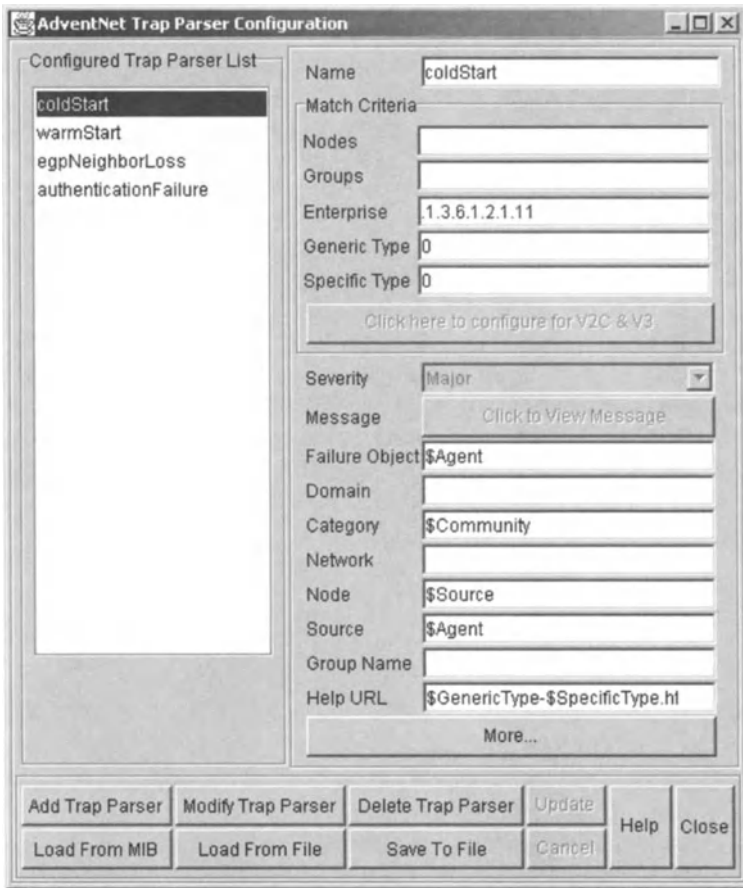 AdventNet Trap Parser Configuration
Configured Trap Parser List
coldStart
warmStart
egpNeighborLoss
authenticationFailure
Name coldStart
Match Criteria
Nodes
Groups
Enterprise .1.3.6.1.2.1.11
Generic Type 0
Specific Type 0
Click here to configure for V2C & V3
Severity Major
Message Click to View Message
Failure Object $Agent
Domain
Category $Community
Network
Node $Source
Source $Agent
Group Name
Help URL $GenericType-$SpecificType.ht
More...
Add Trap Parser Modify Trap Parser Delete Trap Parser Update Help Close
Load From MIB Load From File Save To File Cancel